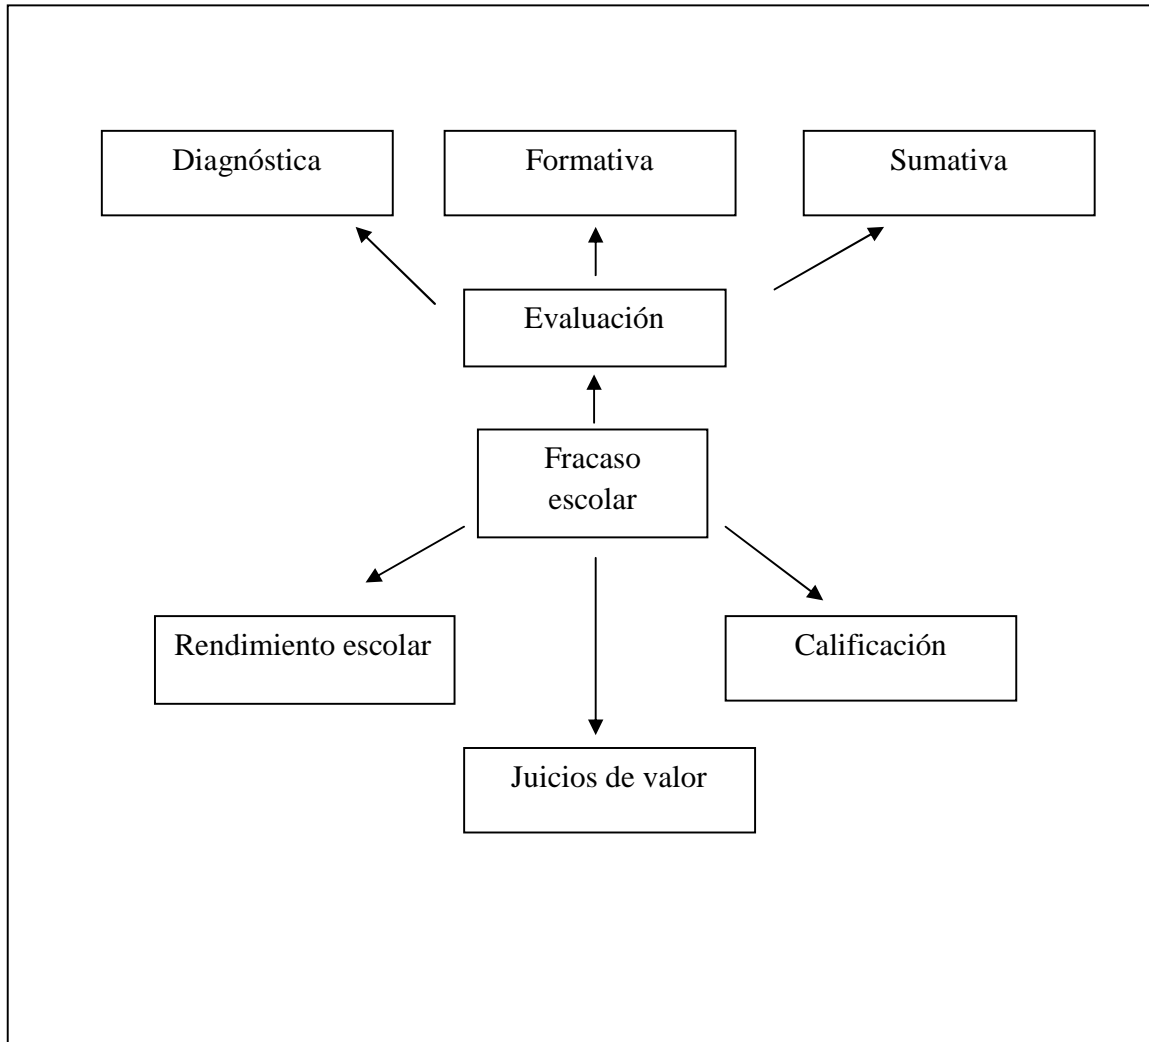 Diagnóstica
Formativa
Sumativa
Evaluación
Fracaso
escolar
Rendimiento escolar
Calificación
Juicios de valor